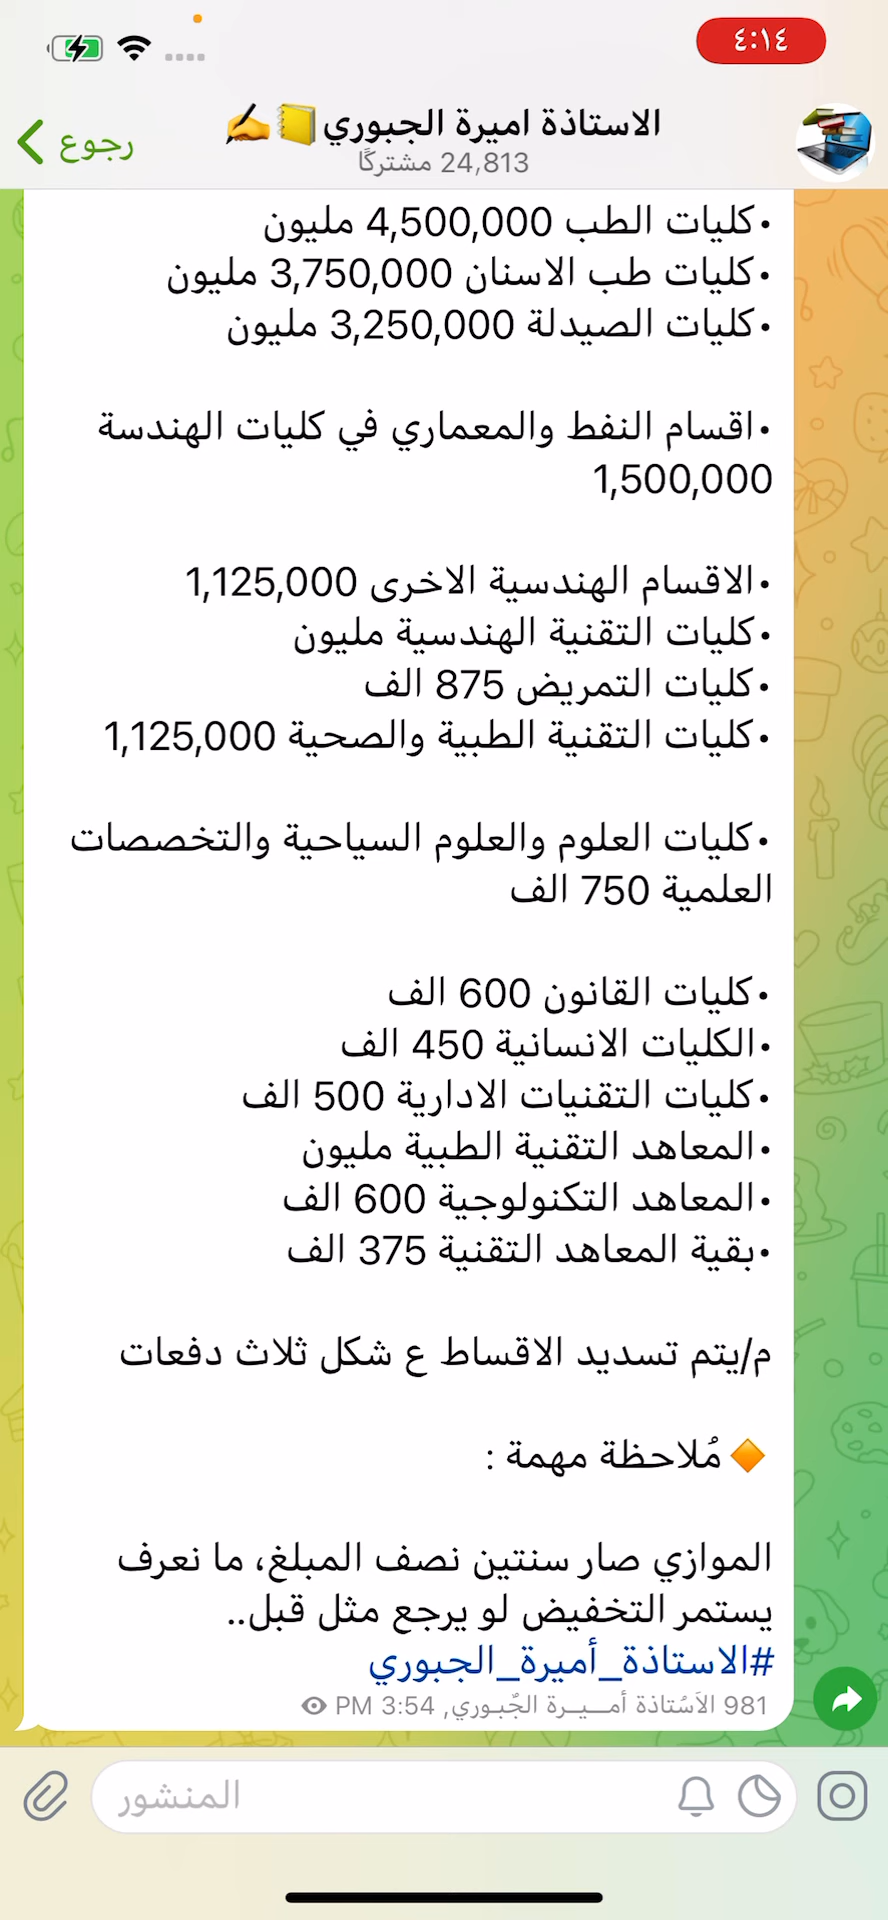 ٤:١٤
رجوع
الاستاذة اميرة الجبوري📒✍️
24,813 مشتركًا
•كليات الطب 4,500,000 مليون
•كليات طب الاسنان 3,750,000 مليون
•كليات الصيدلة 3,250,000 مليون
•اقسام النفط والمعماري في كليات الهندسة
1,500,000
•الاقسام الهندسية الاخرى 1,125,000
•كليات التقنية الهندسية مليون
•كليات التمريض 875 الف
•كليات التقنية الطبية والصحية 1,125,000
•كليات العلوم والعلوم السياحية والتخصصات
العلمية 750 الف
•كليات القانون 600 الف
•الكليات الانسانية 450 الف
•كليات التقنيات الادارية 500 الف
•المعاهد التقنية الطبية مليون
•المعاهد التكنولوجية 600 الف
•بقية المعاهد التقنية 375 الف
م/يتم تسديد الاقساط ع شكل ثلاث دفعات
🔶مُلاحظة مهمة :
الموازي صار سنتين نصف المبلغ، ما نعرف
يستمر التخفيض لو يرجع مثل قبل..
#الاستاذة_أميرة_الجبوري
981 الاَسُتاذة أمـــيــرة الجٌبـوري, 3:54 PM
المنشور